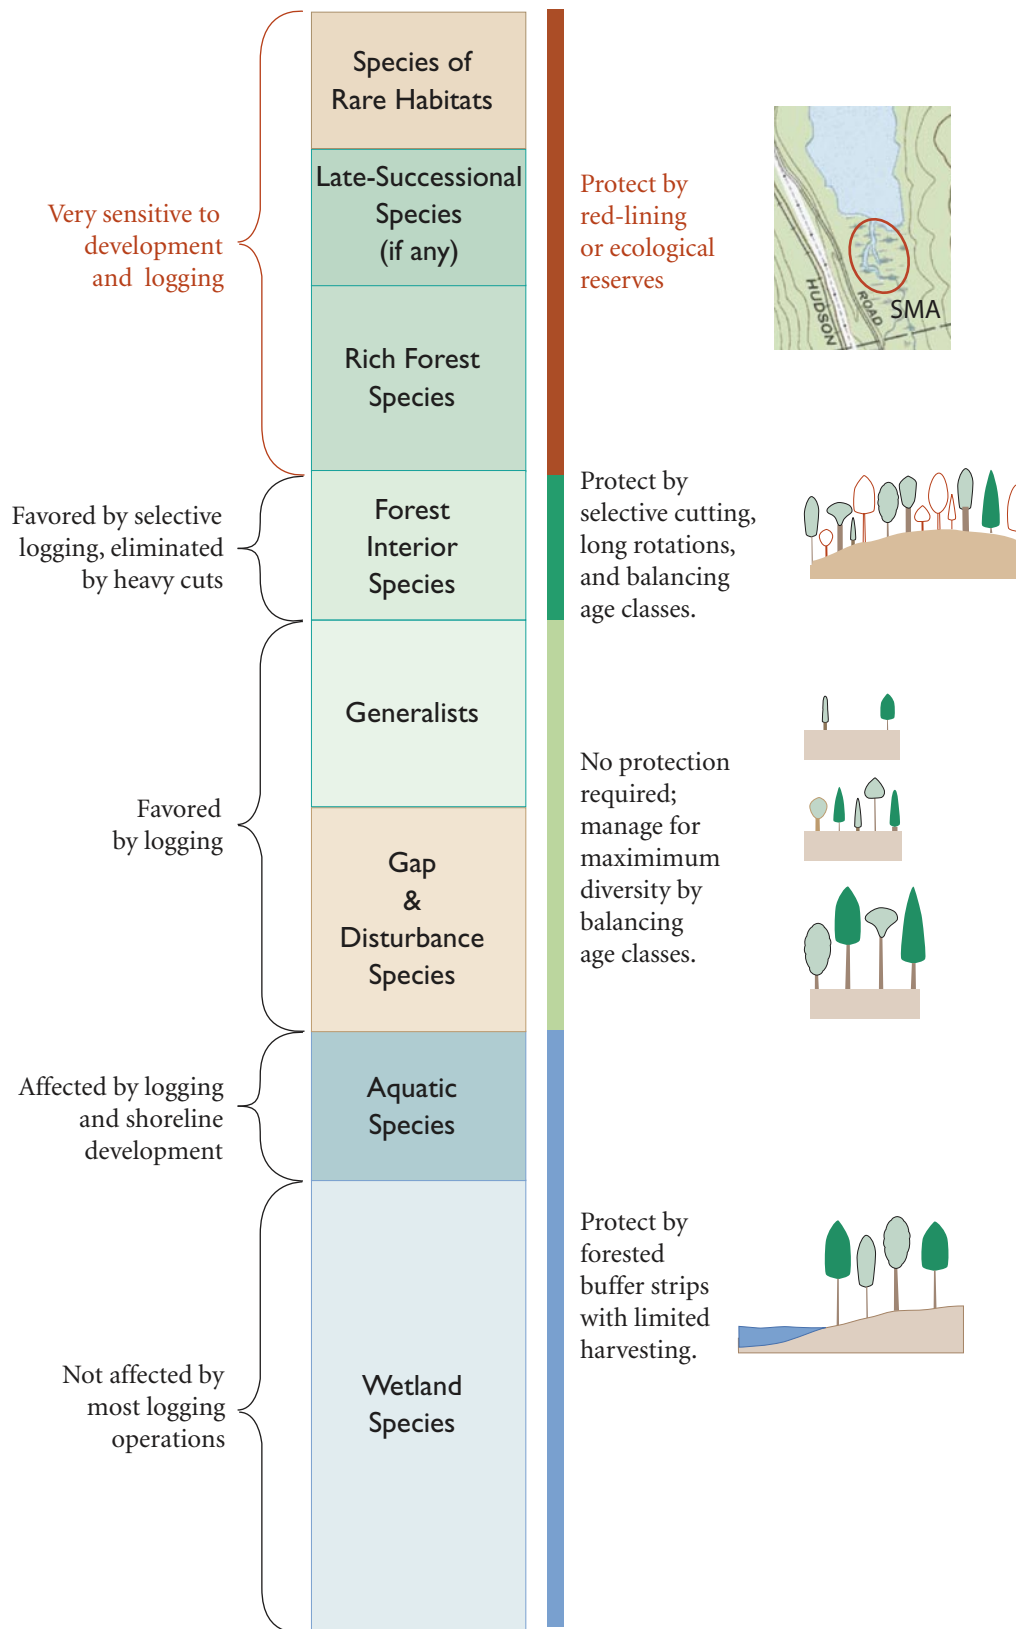 Species of
Rare Habitats
Late-Successional
Species
(if any)
Rich Forest
Species
Very sensitive to
development
and logging
Protect by
red-lining
or ecological
reserves
HUDSON
ROAD
SMA
Forest
Interior
Species
Favored by selective
logging, eliminated
by heavy cuts
Protect by
selective cutting,
long rotations,
and balancing
age classes.
Generalists
Gap
&
Disturbance
Species
Favored
by logging
No protection
required;
manage for
maximimum
diversity by
balancing
age classes.
Aquatic
Species
Affected by logging
and shoreline
development
Wetland
Species
Not affected by
most logging
operations
Protect by
forested
buffer strips
with limited
harvesting.